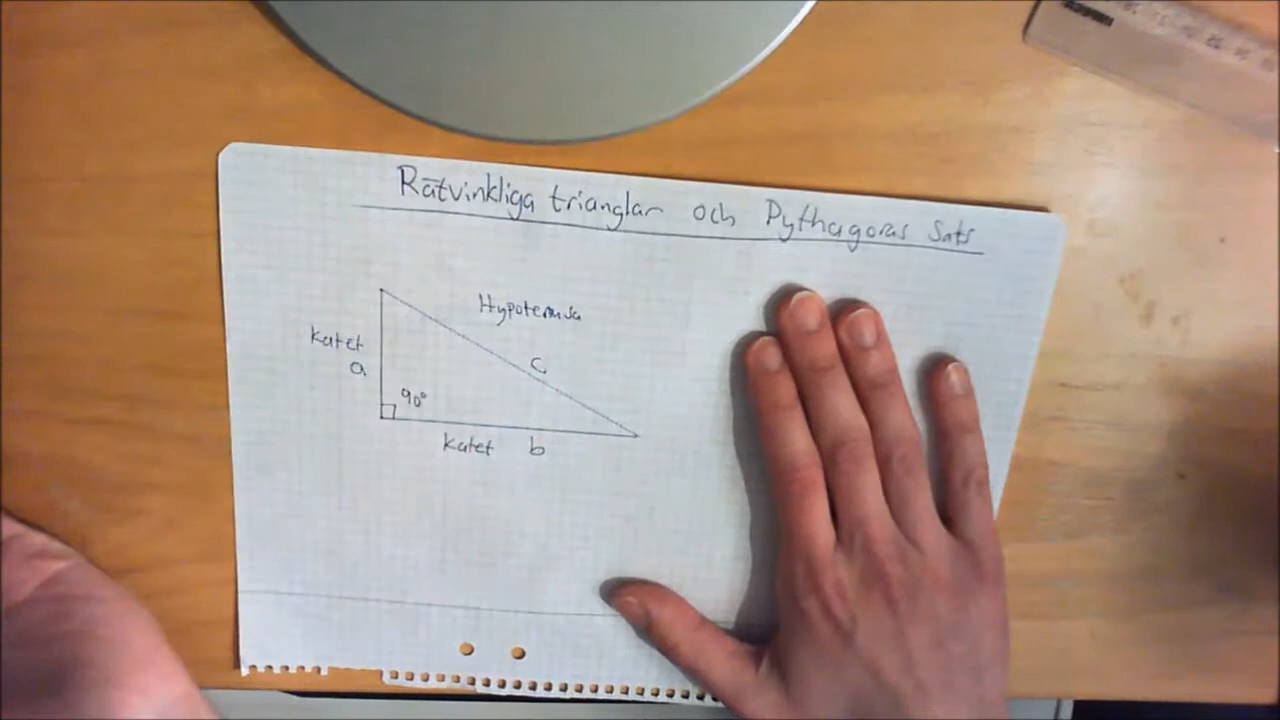 Rätvinkliga trianglar och Pythagoras Sats
Hypotenusa
katet
a
c
90°
katet b